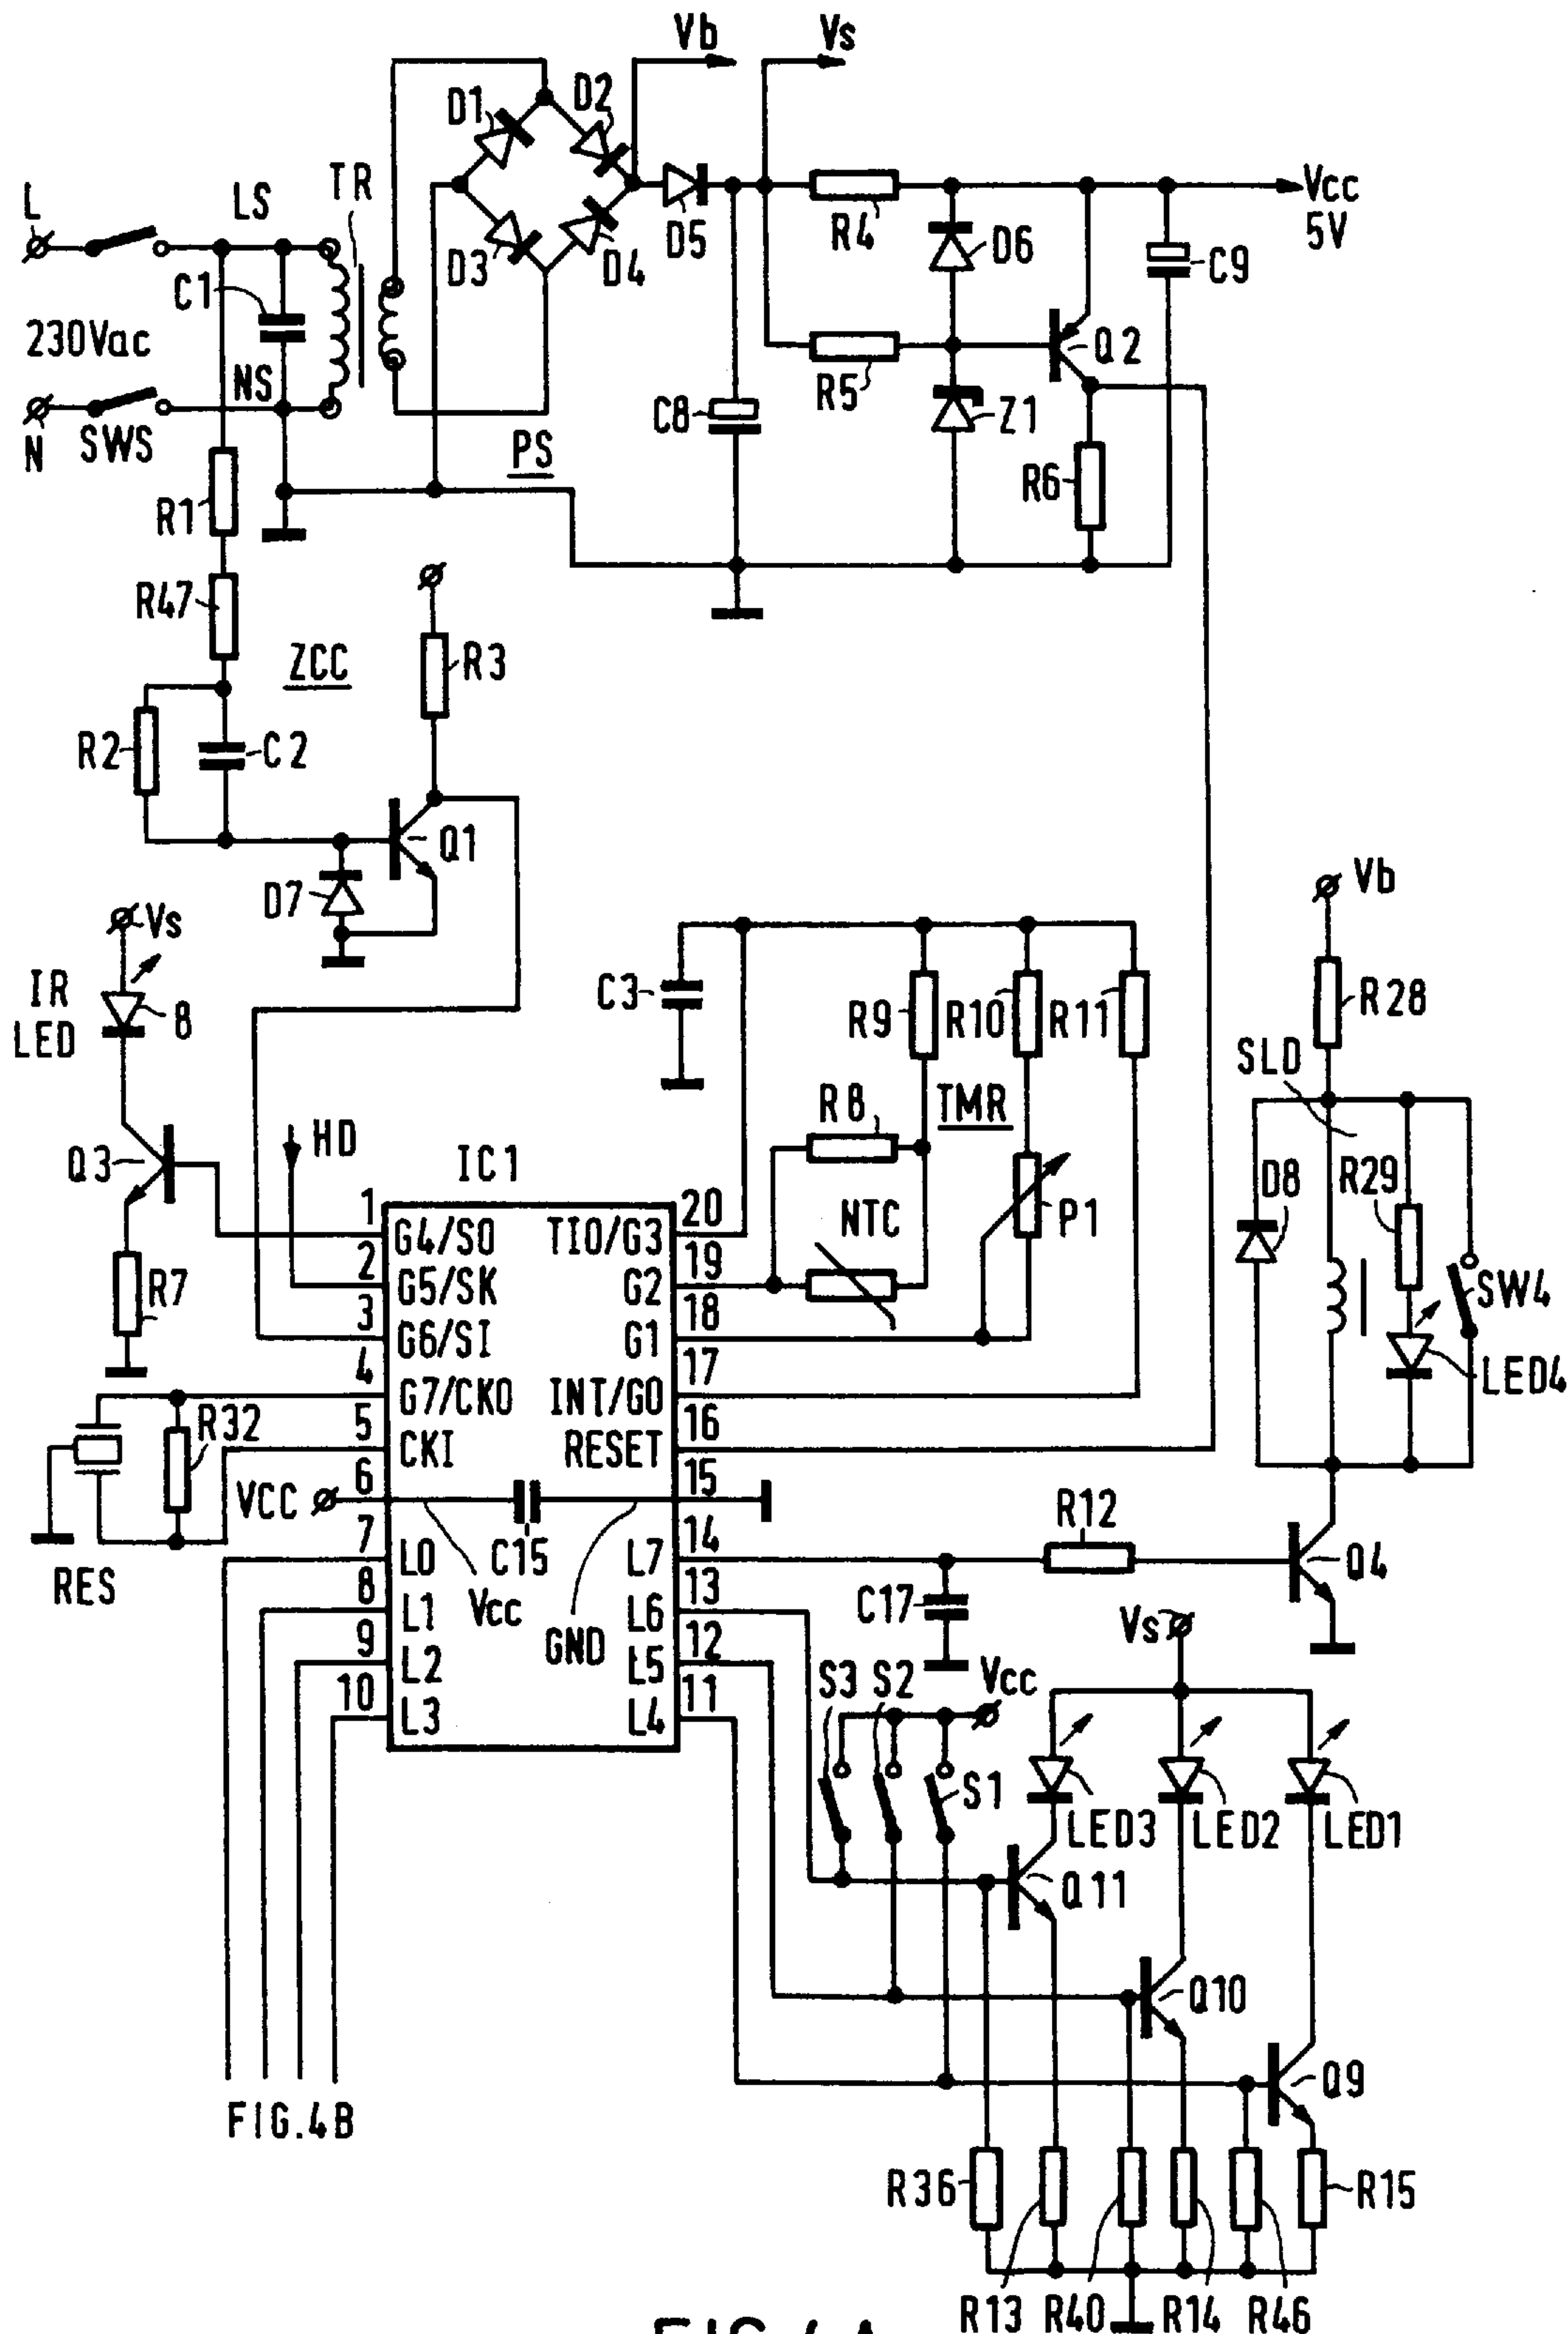 Vb
Vs
D1
D2
L
LS
TR
Vcc
5V
D3
D4
D5
R4
D6
C9
C1
230Vac
NS
N
SWS
PS
C8
R5
Z1
Q2
R6
R1
R47
ZCC
R3
R2
C2
Q1
D7
Vs
IR
LED
8
Vb
C3
R9
R10
R11
R28
SLD
HD
R8
TMR
Q3
IC1
NTC
P1
D8
R29
SW4
LED4
R7
1
G4/SO
TIO/G3
20
2
G5/SK
G2
19
3
G6/SI
G1
18
4
G7/CKO
INT/GO
17
5
CKI
RESET
16
R32
VCC
6
15
C15
Vcc
GND
RES
7
L0
L7
14
8
L1
L6
13
9
L2
L5
12
10
L3
L4
11
R12
Q4
C17
Vs
S3
S2
Vcc
S1
LED3
LED2
LED1
Q11
Q10
Q9
FIG.4B
R36
R15
R13
R40
R14
R46